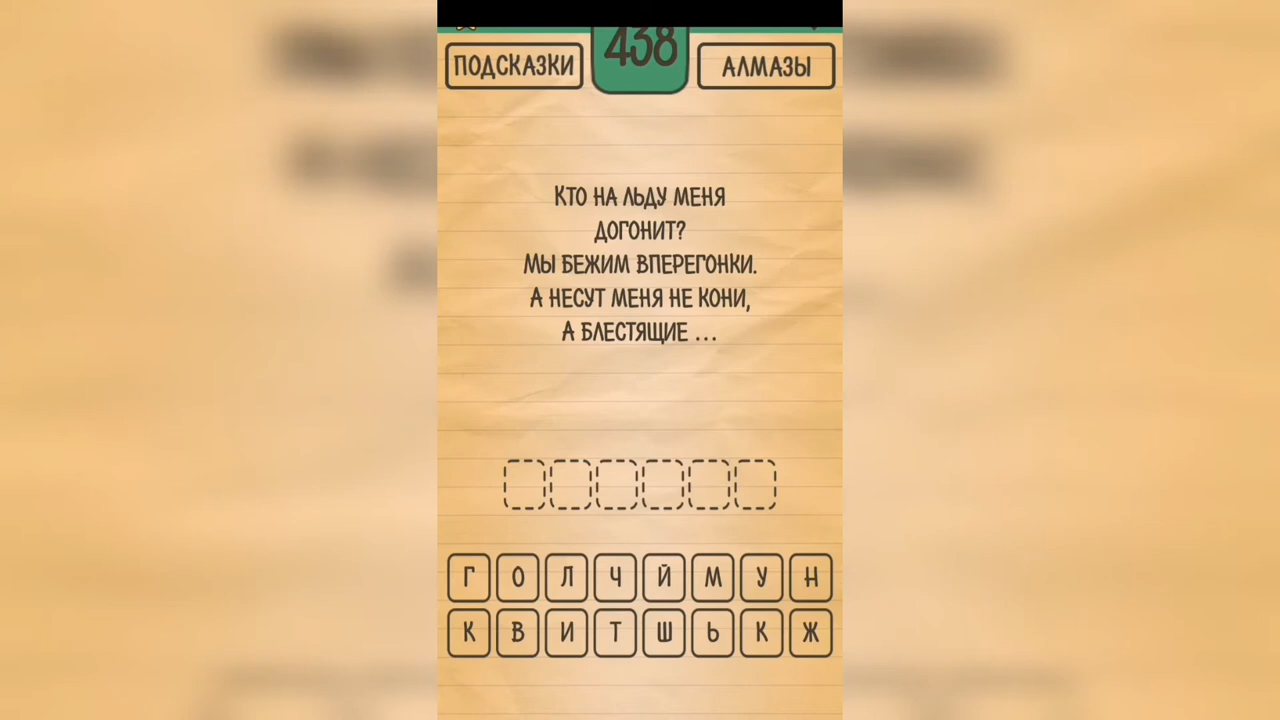 438
ПОДСКАЗКИ
АЛМАЗЫ
КТО НА ЛЬДУ МЕНЯ
ДОГОНИТ?
МЫ БЕЖИМ ВПЕРЕГОНКИ.
А НЕСУТ МЕНЯ НЕ КОНИ,
А БЛЕСТЯЩИЕ ...
Г О Л Ч Й М У Н
К В И Т Ш Ь К Ж